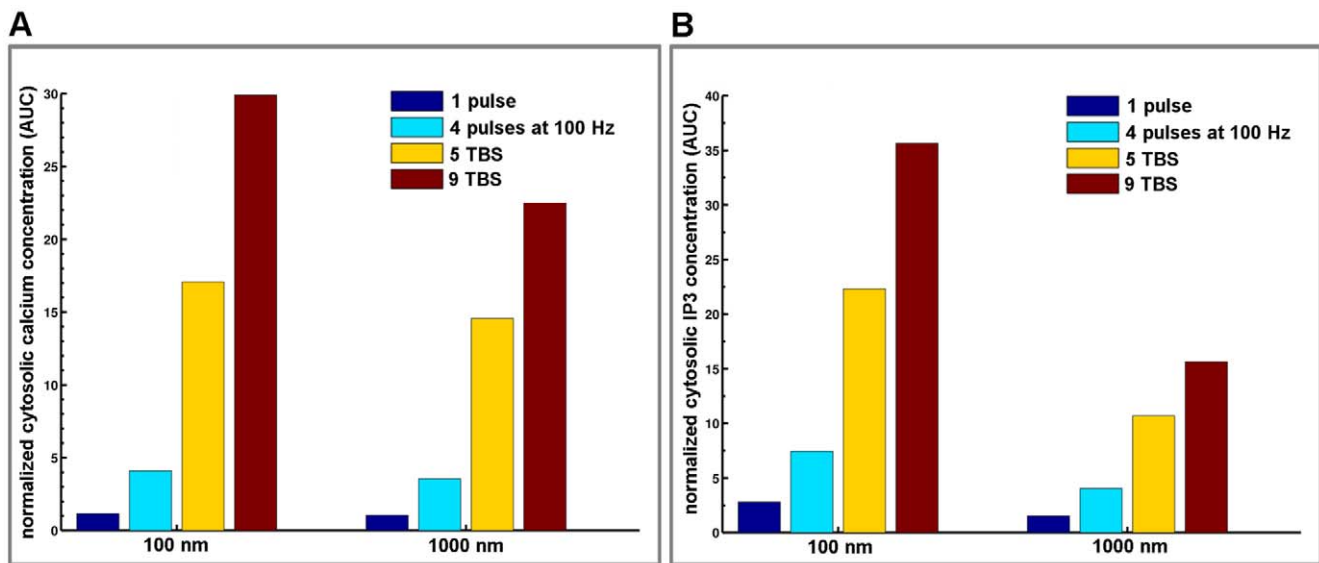 A
normalized cytosolic calcium concentration (AUC)
30
25
20
15
10
5
0
1 pulse
4 pulses at 100 Hz
5 TBS
9 TBS
100 nm
1000 nm
B
normalized cytosolic IP3 concentration (AUC)
40
35
30
25
20
15
10
5
0
1 pulse
4 pulses at 100 Hz
5 TBS
9 TBS
100 nm
1000 nm